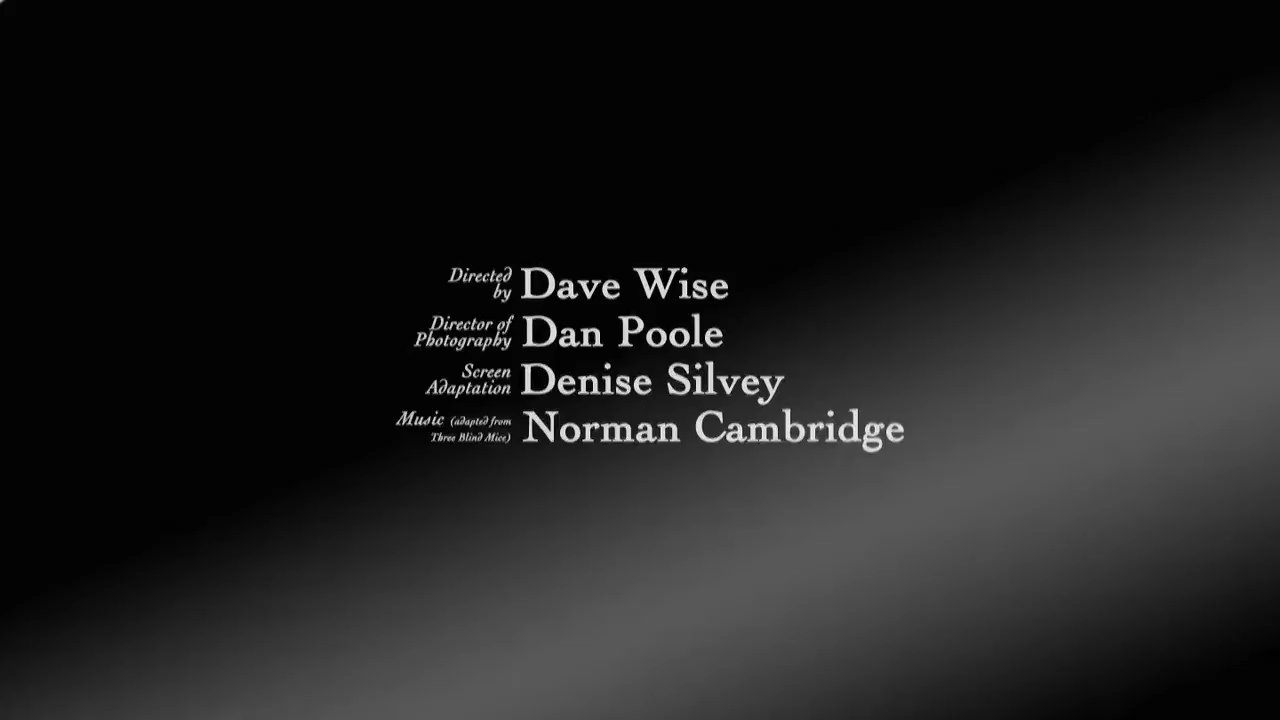 Directed by Dave Wise
Director of Photography Dan Poole
Screen Adaptation Denise Silvey
Music (adapted from Three Blind Mice) Norman Cambridge